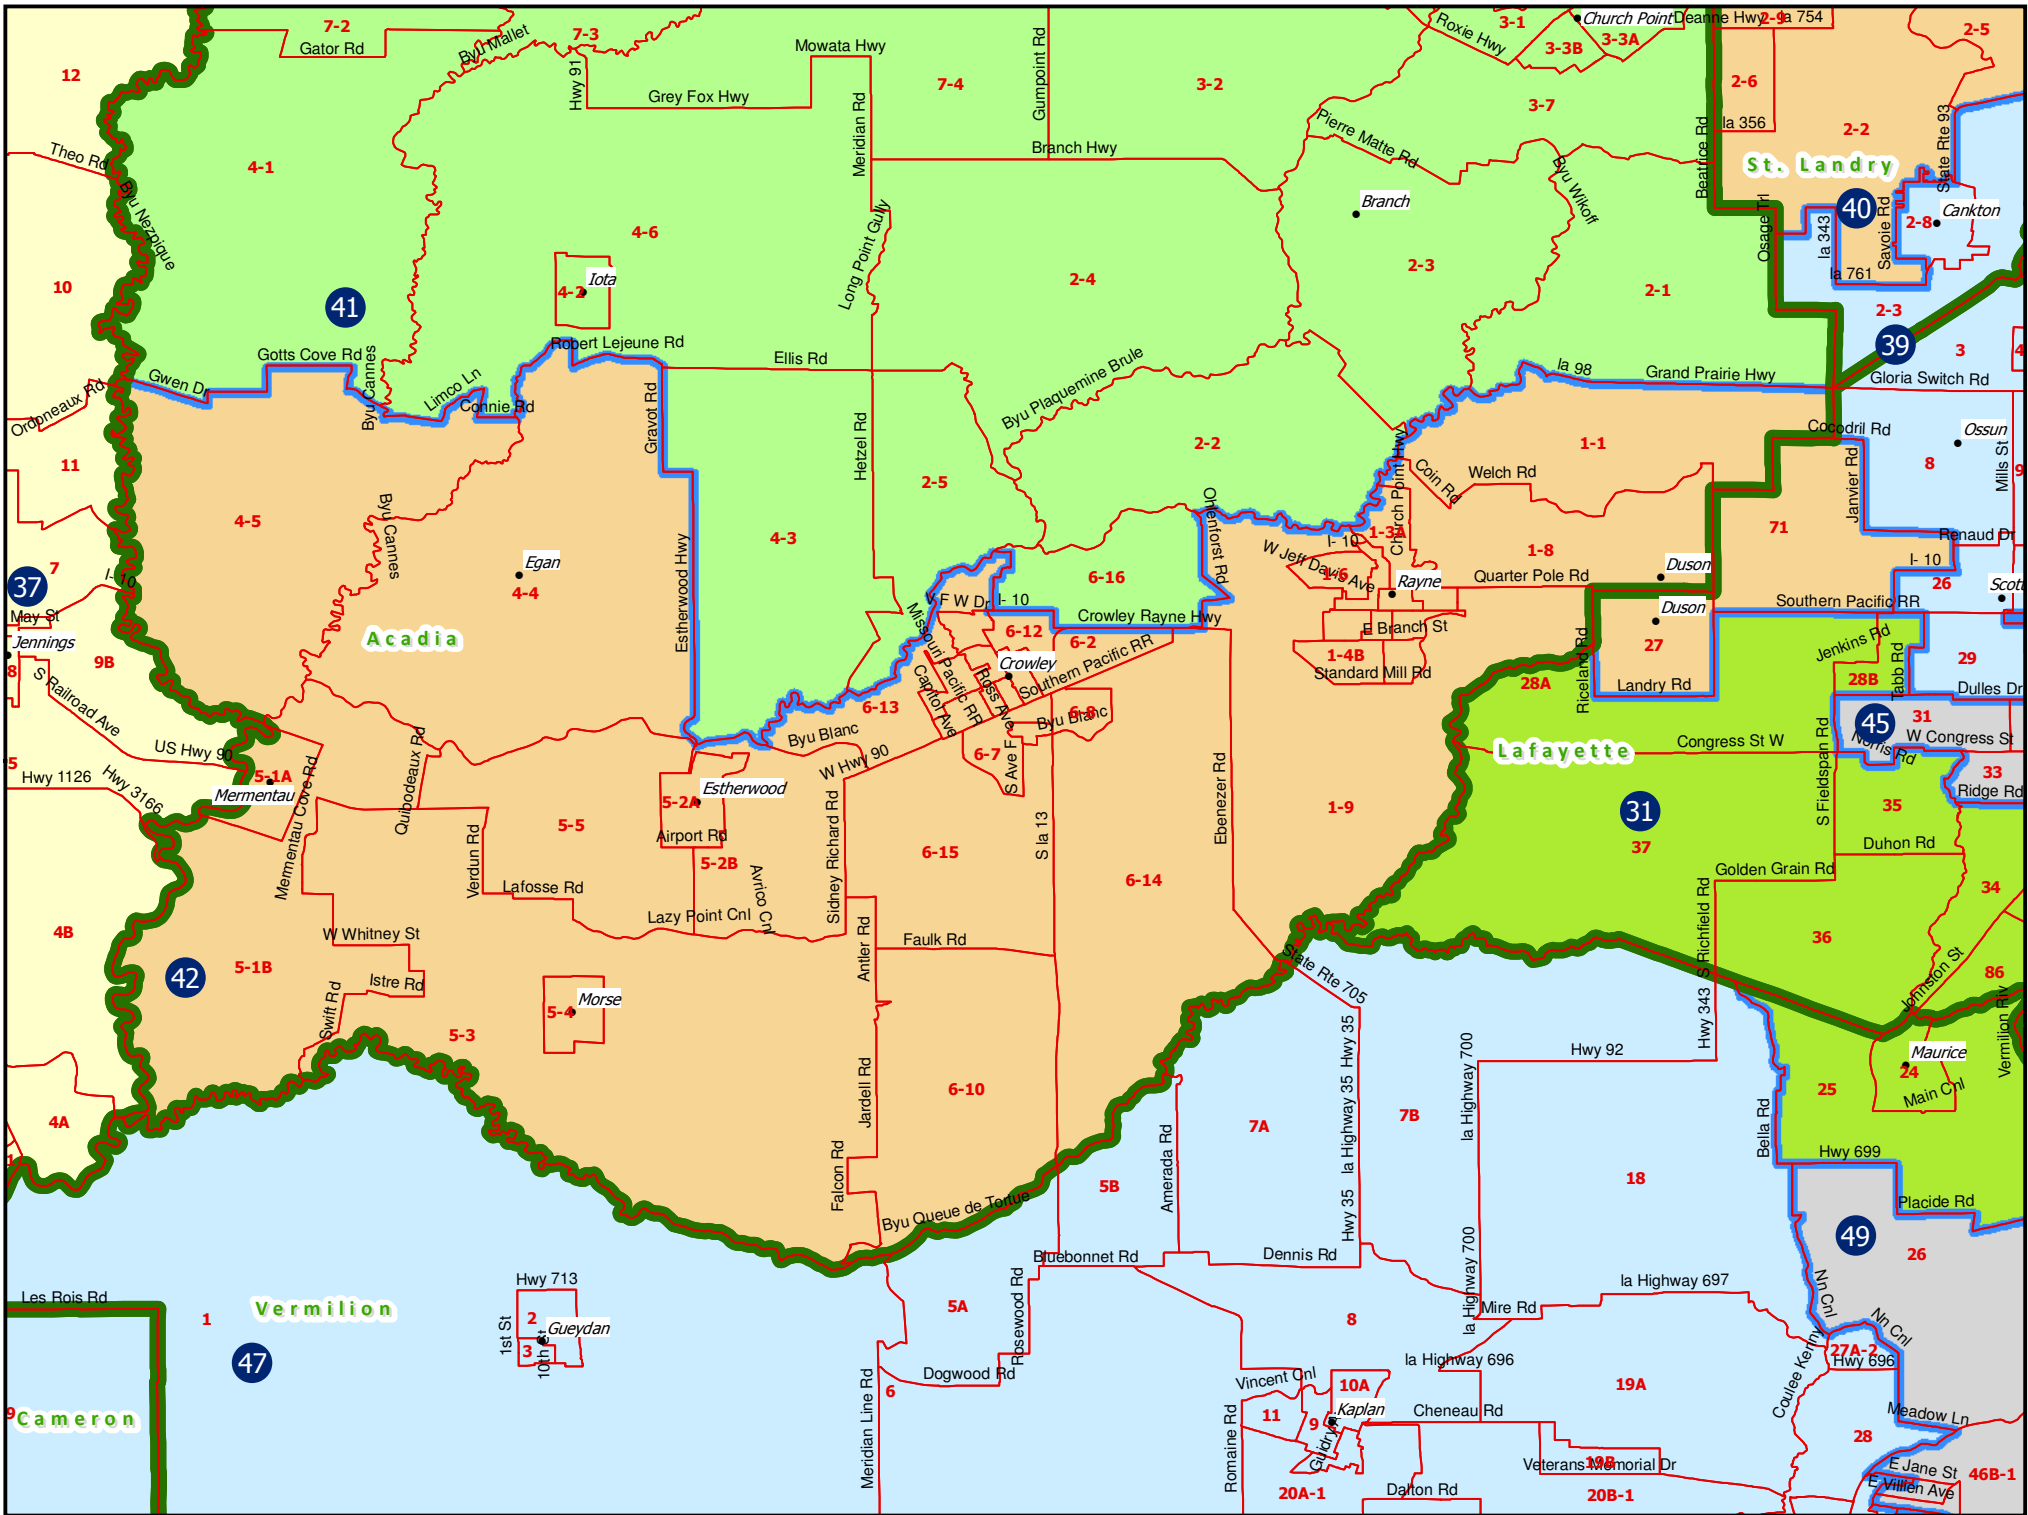 7-2
Gator Rd
Byu Mallet
7-3
Mowata Hwy
Hwy 91
Grey Fox Hwy
Meridian Rd
7-4
Gumpoint Rd
3-2
Roxie Hwy
3-1
Church Point
Deanne Hwy
2-9
la 754
3-3B
3-3A
2-5
12
2-6
3-7
la 356
2-2
State Rte 93
Theo Rd
4-1
Byu Nezpique
Branch Hwy
Pierre Matte Rd
Byu Wikoff
Beatrice Rd
St. Landry
40
Branch
Osage Trl
la 343
Savoie Rd
2-8
Cankton
la 761
4-6
Long Point Gully
2-4
2-3
2-1
2-3
10
41
4-2
Iota
39
3
4
Gotts Cove Rd
Robert Lejeune Rd
Ellis Rd
Byu Plaquemine Brule
la 98
Grand Prairie Hwy
Gloria Switch Rd
Gwen Dr
Byu Cannes
Limco Ln
Connie Rd
Ordoneaux Rd
Gravot Rd
Hetzel Rd
2-2
Church Point Hwy
1-1
Cocodril Rd
Ossun
8
Mills St
9
11
4-5
Byu Cannes
2-5
Coin Rd
Welch Rd
Janvier Rd
4-3
Ohlenforst Rd
1-3A
I- 10
71
Renaud Dr
37
7
I- 10
Egan
4-4
Estherwood Hwy
6-16
W Jeff Davis Ave
1-6
Rayne
1-8
Quarter Pole Rd
Duson
I- 10
26
Scott
May St
Jennings
Acadia
V F W Dr
I- 10
Crowley Rayne Hwy
Duson
Southern Pacific RR
9B
8
Missouri Pacific RR
6-12
6-2
E Branch St
27
Jenkins Rd
29
S Railroad Ave
Capitol Ave
Ross Ave
Crowley
Southern Pacific RR
1-4B
Standard Mill Rd
28A
Riceland Rd
Landry Rd
28B
Tabb Rd
Dulles Dr
6-13
Byu Blanc
6-8
Byu Blanc
45
31
5
US Hwy 90
Quibodeaux Rd
W Hwy 90
6-7
S Ave F
Lafayette
Congress St W
Norris Rd
W Congress St
Hwy 1126
Hwy 3166
5-1A
Mermentau
Mermentau Cove Rd
5-2A
Estherwood
Ebenezer Rd
33
Ridge Rd
5-5
Airport Rd
Sidney Richard Rd
S la 13
1-9
31
S Fieldspan Rd
35
Verdun Rd
5-2B
Avrico Cnl
6-15
37
Duhon Rd
Lafosse Rd
6-14
Golden Grain Rd
34
Lazy Point Cnl
4B
W Whitney St
Antler Rd
Faulk Rd
S Richfield Rd
36
42
5-1B
Istre Rd
State Rte 705
Johnston St
86
Swift Rd
5-4
Morse
5-3
Hwy 35
la Highway 700
Hwy 343
Hwy 92
Vermilion Riv
Maurice
24
Jardell Rd
6-10
la Highway 35
25
Main Cnl
4A
7A
7B
Bella Rd
1
Amerada Rd
Hwy 699
Falcon Rd
5B
18
Byu Queue de Tortue
Hwy 35
Placide Rd
49
26
Bluebonnet Rd
Dennis Rd
la Highway 700
Hwy 713
la Highway 697
Nn Cnl
Les Rois Rd
1
Vermilion
2
1st St
Gueydan
3
10th St
5A
Rosewood Rd
8
Mire Rd
Nn Cnl
27A-2
Hwy 696
47
Dogwood Rd
6
Meridian Line Rd
la Highway 696
Vincent Cnl
10A
19A
Coulee Kenny
9
Cameron
Romaine Rd
11
9
Kaplan
Guidry
Cheneau Rd
Meadow Ln
28
19B
Veterans Memorial Dr
E Jane St
46B-1
E Villien Ave
20A-1
Dalton Rd
20B-1